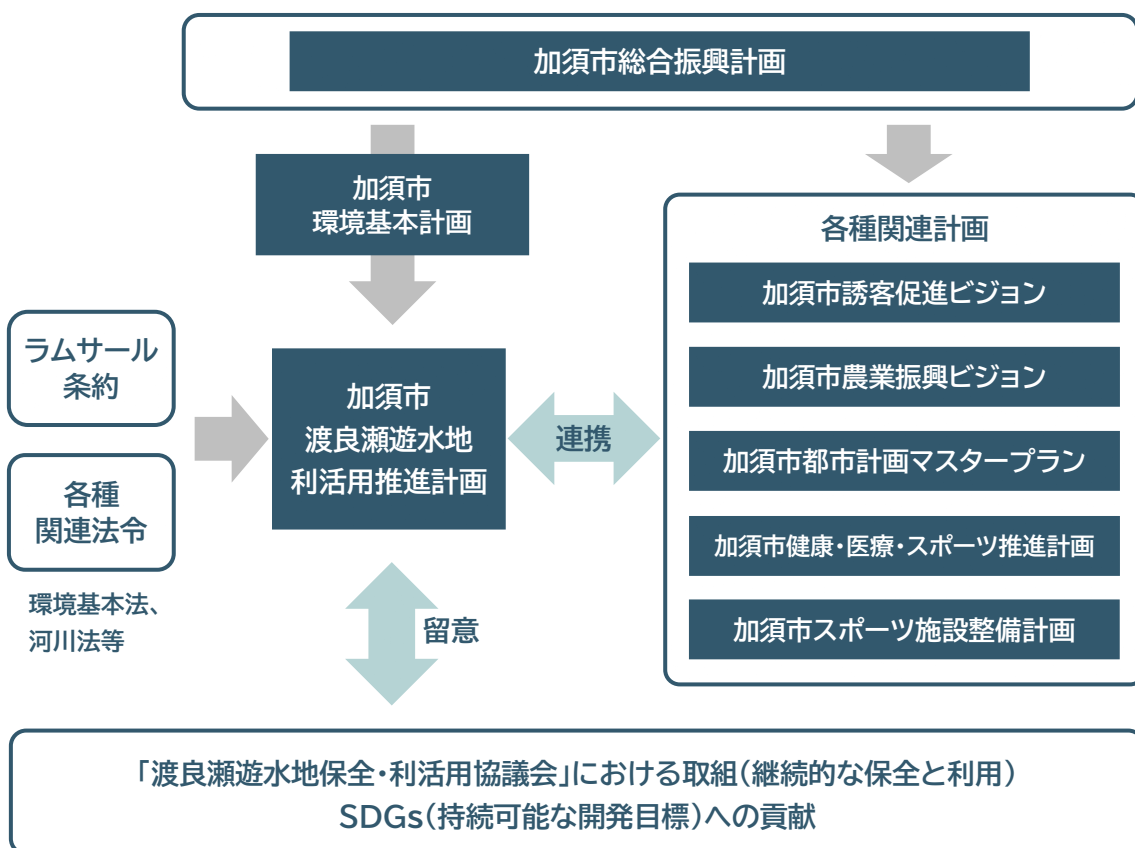 加須市総合振興計画
加須市
環境基本計画
各種関連計画
加須市誘客促進ビジョン
加須市農業振興ビジョン
加須市都市計画マスタープラン
加須市健康・医療・スポーツ推進計画
加須市スポーツ施設整備計画
ラムサール
条約
各種
関連法令
環境基本法、
河川法等
加須市
渡良瀬遊水地
利活用推進計画
連携
留意
「渡良瀬遊水地保全・利活用協議会」における取組(継続的な保全と利用)
SDGs(持続可能な開発目標)への貢献